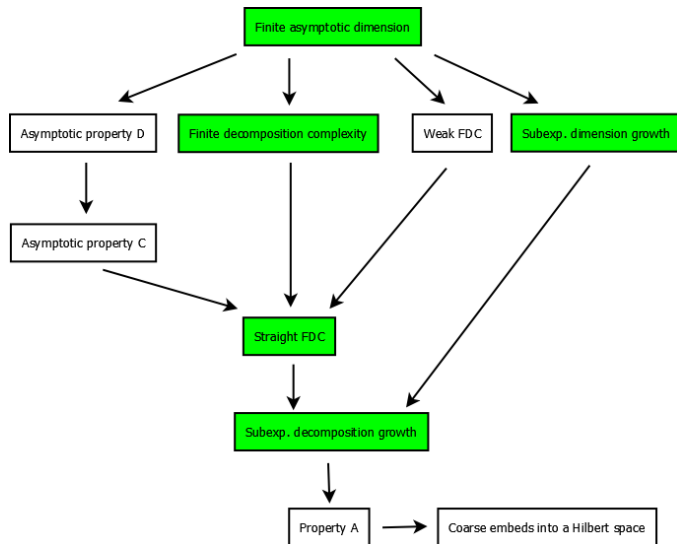 Finite asymptotic dimension
Asymptotic property D
Finite decomposition complexity
Weak FDC
Subexp. dimension growth
Asymptotic property C
Straight FDC
Subexp. decomposition growth
Property A
Coarse embeds into a Hilbert space